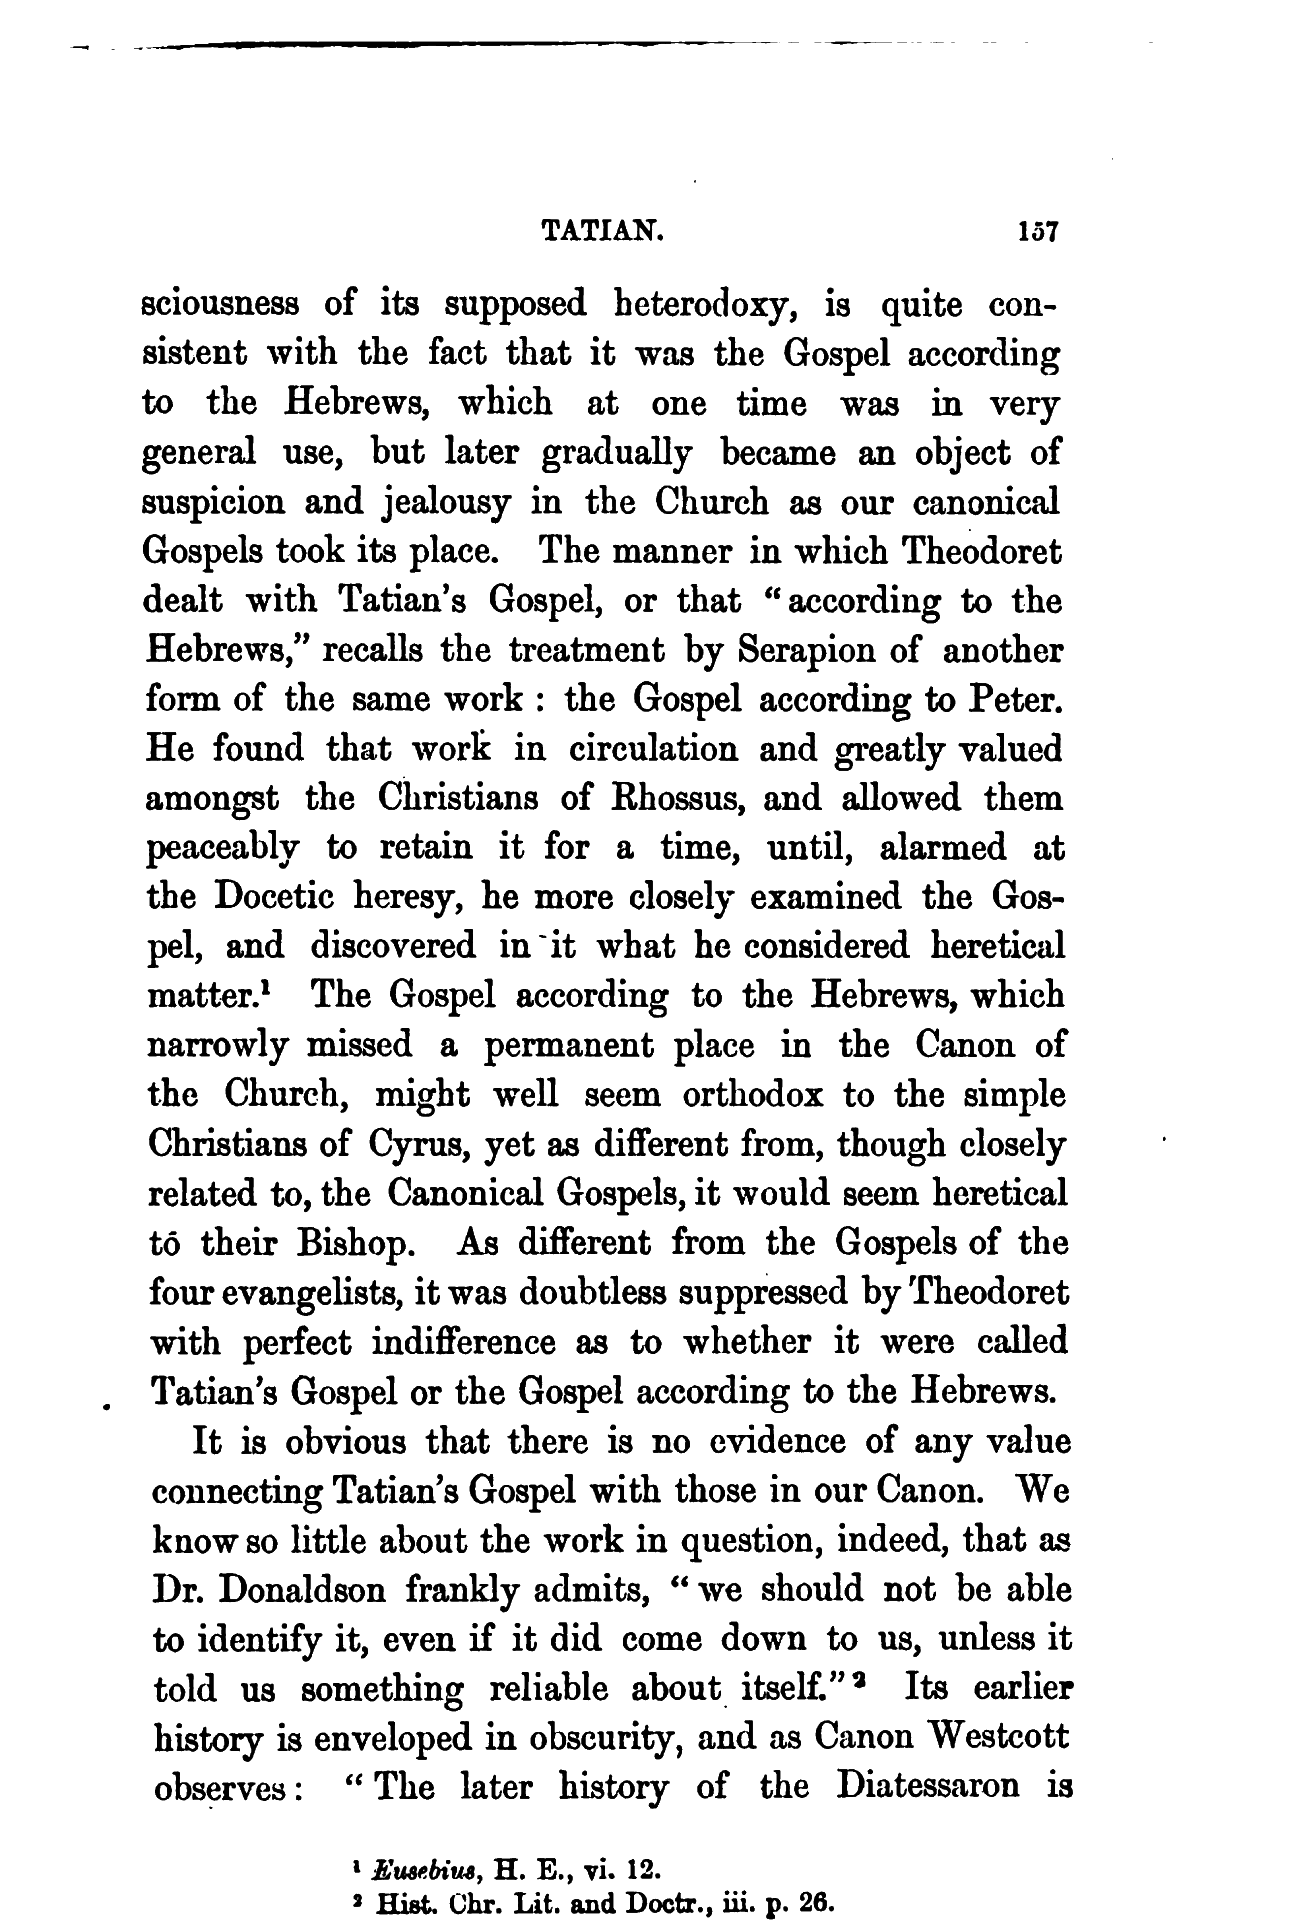 TATIAN. 157
sciousness of its supposed heterodoxy, is quite con-
sistent with the fact that it was the Gospel according
to the Hebrews, which at one time was in very
general use, but later gradually became an object of
suspicion and jealousy in the Church as our canonical
Gospels took its place. The manner in which Theodoret
dealt with Tatian's Gospel, or that “according to the
Hebrews,” recalls the treatment by Serapion of another
form of the same work : the Gospel according to Peter.
He found that work in circulation and greatly valued
amongst the Christians of Rhossus, and allowed them
peaceably to retain it for a time, until, alarmed at
the Docetic heresy, he more closely examined the Gos-
pel, and discovered in it what he considered heretical
matter.¹ The Gospel according to the Hebrews, which
narrowly missed a permanent place in the Canon of
the Church, might well seem orthodox to the simple
Christians of Cyrus, yet as different from, though closely
related to, the Canonical Gospels, it would seem heretical
to their Bishop. As different from the Gospels of the
four evangelists, it was doubtless suppressed by Theodoret
with perfect indifference as to whether it were called
Tatian's Gospel or the Gospel according to the Hebrews.
It is obvious that there is no evidence of any value
connecting Tatian's Gospel with those in our Canon. We
know so little about the work in question, indeed, that as
Dr. Donaldson frankly admits, “ we should not be able
to identify it, even if it did come down to us, unless it
told us something reliable about itself.” ² Its earlier
history is enveloped in obscurity, and as Canon Westcott
observes : “ The later history of the Diatessaron is
¹ Eusebius, H. E., vi. 12.
² Hist. Chr. Lit. and Doctr., iii. p. 26.